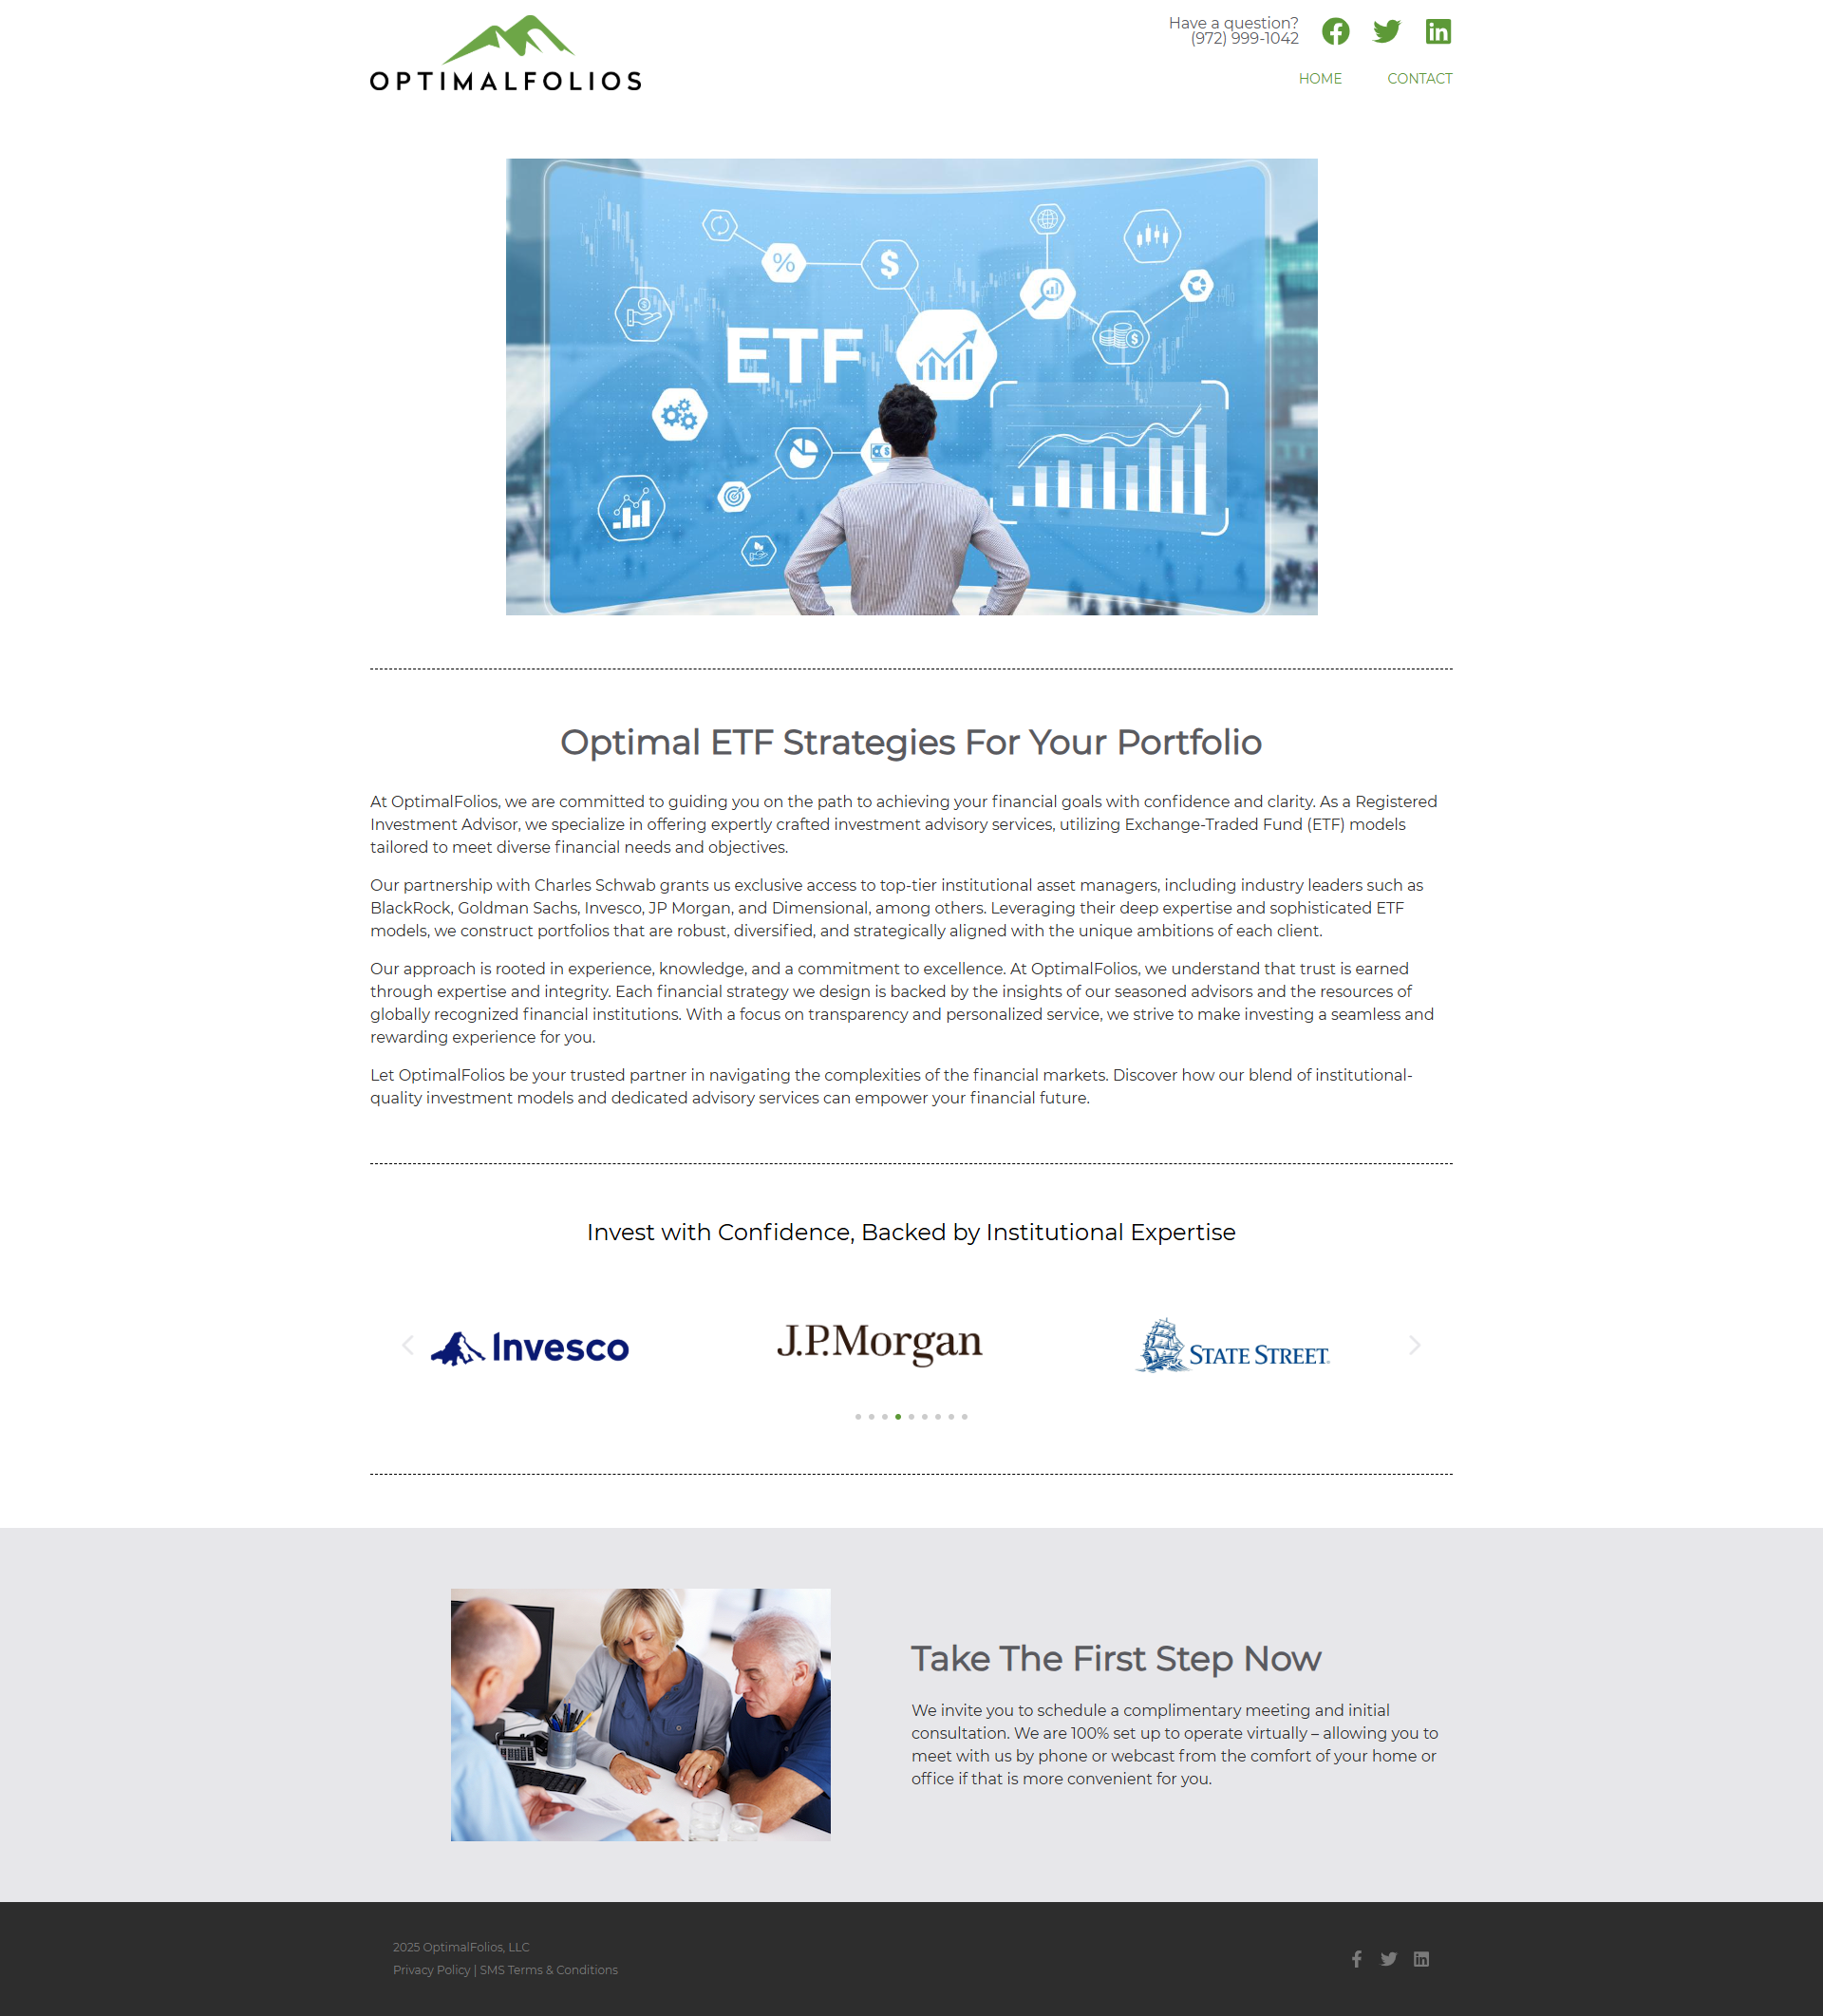 OPTIMALFOLIOS
Have a question?
(972) 999-1042
HOME
CONTACT
ETF
Optimal ETF Strategies For Your Portfolio
At OptimalFolios, we are committed to guiding you on the path to achieving your financial goals with confidence and clarity. As a Registered
Investment Advisor, we specialize in offering expertly crafted investment advisory services, utilizing Exchange-Traded Fund (ETF) models
tailored to meet diverse financial needs and objectives.
Our partnership with Charles Schwab grants us exclusive access to top-tier institutional asset managers, including industry leaders such as
BlackRock, Goldman Sachs, Invesco, JP Morgan, and Dimensional, among others. Leveraging their deep expertise and sophisticated ETF
models, we construct portfolios that are robust, diversified, and strategically aligned with the unique ambitions of each client.
Our approach is rooted in experience, knowledge, and a commitment to excellence. At OptimalFolios, we understand that trust is earned
through expertise and integrity. Each financial strategy we design is backed by the insights of our seasoned advisors and the resources of
globally recognized financial institutions. With a focus on transparency and personalized service, we strive to make investing a seamless and
rewarding experience for you.
Let OptimalFolios be your trusted partner in navigating the complexities of the financial markets. Discover how our blend of institutional-
quality investment models and dedicated advisory services can empower your financial future.
Invest with Confidence, Backed by Institutional Expertise
Invesco
J.P.Morgan
STATE STREET
Take The First Step Now
We invite you to schedule a complimentary meeting and initial
consultation. We are 100% set up to operate virtually – allowing you to
meet with us by phone or webcast from the comfort of your home or
office if that is more convenient for you.
2025 OptimalFolios, LLC
Privacy Policy | SMS Terms & Conditions